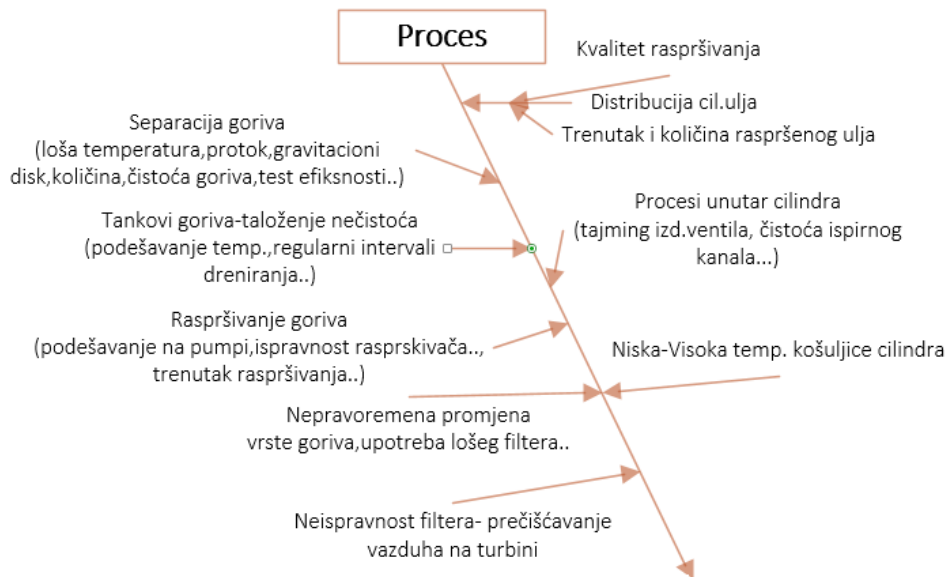 Proces
Kvalitet raspršivanja
Distribucija cil.ulja
Trenutak i količina raspršenog ulja
Separacija goriva
(loša temperatura,protok,gravitacioni
disk,količina,čistoća goriva,test efiksnosti..)
Procesi unutar cilindra
(tajming izd.ventila, čistoća ispirnog
kanala...)
Tankovi goriva-taloženje nečistoća
(podešavanje temp.,regularni intervali
dreniranja..)
Raspršivanje goriva
(podešavanje na pumpi,ispravnost rasprskivača..,
trenutak raspršivanja..)
Niska-Visoka temp. košuljice cilindra
Nepravoremena promjena
vrste goriva,upotreba lošeg filtera..
Neispravnost filtera- prečišćavanje
vazduha na turbini